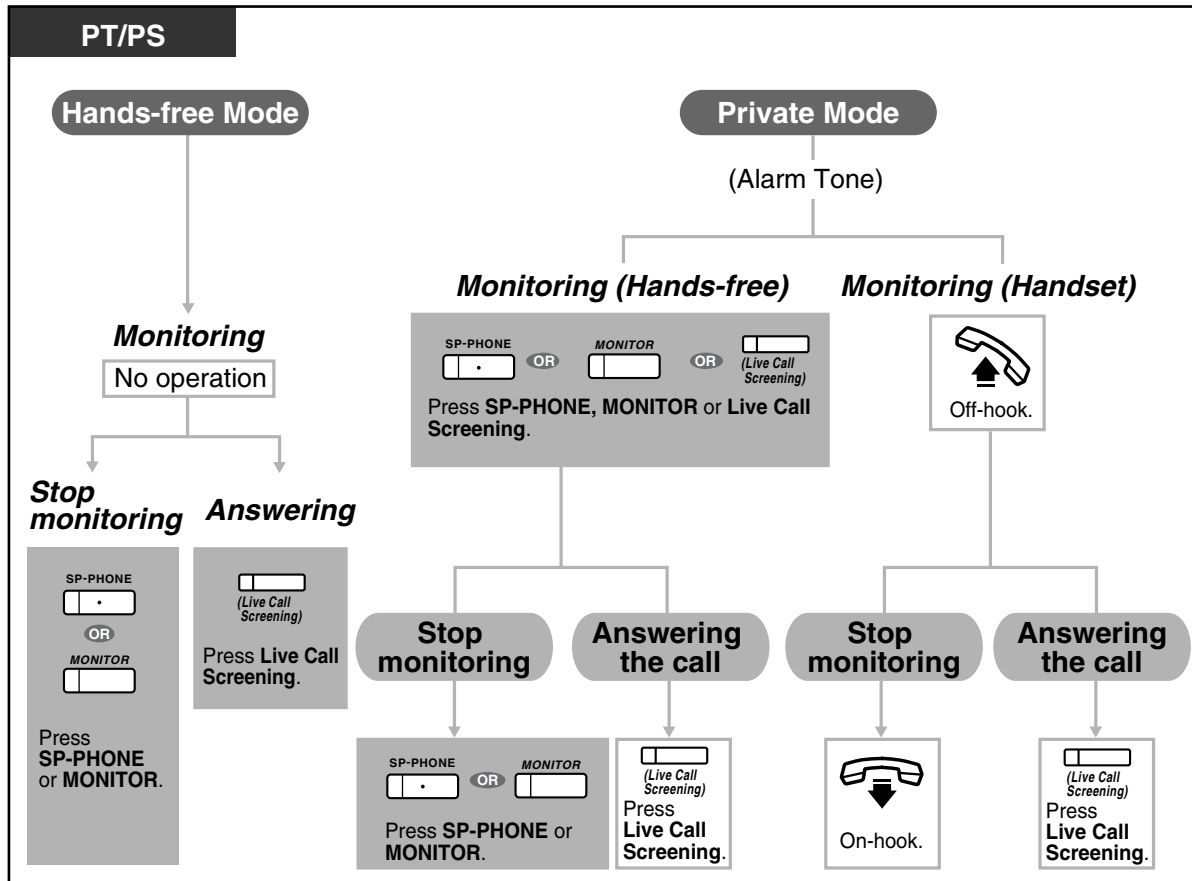 PT/PS
Hands-free Mode
Monitoring
No operation
Stop
monitoring
SP-PHONE
OR
MONITOR
Press
SP-PHONE
or MONITOR.
Answering
(Live Call
Screening)
Press Live Call
Screening.
Private Mode
(Alarm Tone)
Monitoring (Hands-free)
SP-PHONE OR MONITOR OR (Live Call
Screening)
Press SP-PHONE, MONITOR or Live Call
Screening.
Stop
monitoring
SP-PHONE OR MONITOR
Press SP-PHONE or
MONITOR.
Answering
the call
(Live Call
Screening)
Press
Live Call
Screening.
Monitoring (Handset)
Off-hook.
Stop
monitoring
On-hook.
Answering
the call
(Live Call
Screening)
Press
Live Call
Screening.